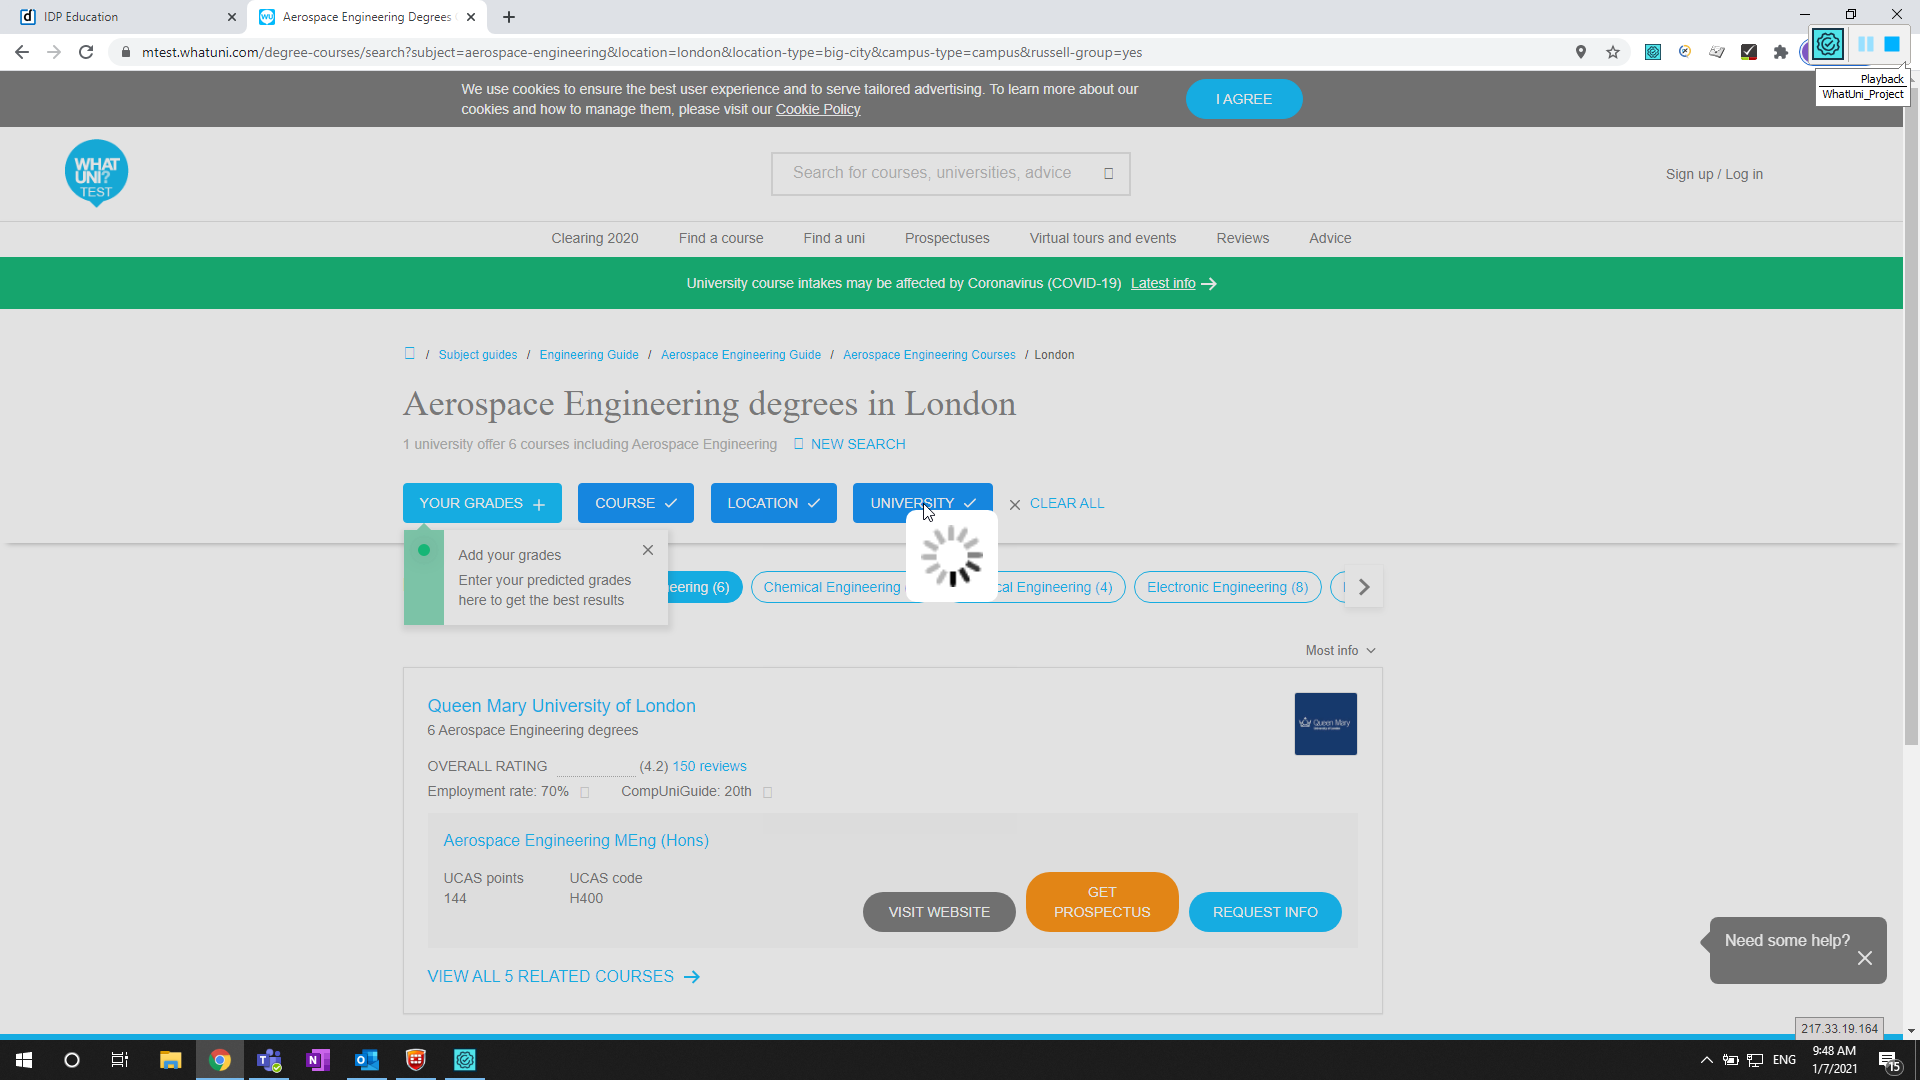 IDP Education
Aerospace Engineering Degrees
mtest.whatuni.com/degree-courses/search?subject=aerospace-engineering&location=london&location-type=big-city&campus-type=campus&russell-group=yes
Playback
WhatUni_Project
We use cookies to ensure the best user experience and to serve tailored advertising. To learn more about our
cookies and how to manage them, please visit our Cookie Policy
I AGREE
WHAT
UNI?
TEST
Search for courses, universities, advice
Sign up / Log in
Clearing 2020 Find a course Find a uni Prospectuses Virtual tours and events Reviews Advice
University course intakes may be affected by Coronavirus (COVID-19) Latest info
/ Subject guides / Engineering Guide / Aerospace Engineering Guide / Aerospace Engineering Courses / London
Aerospace Engineering degrees in London
1 university offer 6 courses including Aerospace Engineering NEW SEARCH
YOUR GRADES COURSE LOCATION UNIVERSITY CLEAR ALL
Add your grades
Enter your predicted grades
here to get the best results
eering (6) Chemical Engineering cal Engineering (4) Electronic Engineering (8)
Most info
Queen Mary University of London
6 Aerospace Engineering degrees
Queen Mary
OVERALL RATING (4.2) 150 reviews
Employment rate: 70% CompUniGuide: 20th
Aerospace Engineering MEng (Hons)
UCAS points UCAS code
144 H400
VISIT WEBSITE
GET
PROSPECTUS
REQUEST INFO
VIEW ALL 5 RELATED COURSES
Need some help?
217.33.19.164
ENG
9:48 AM
1/7/2021
15